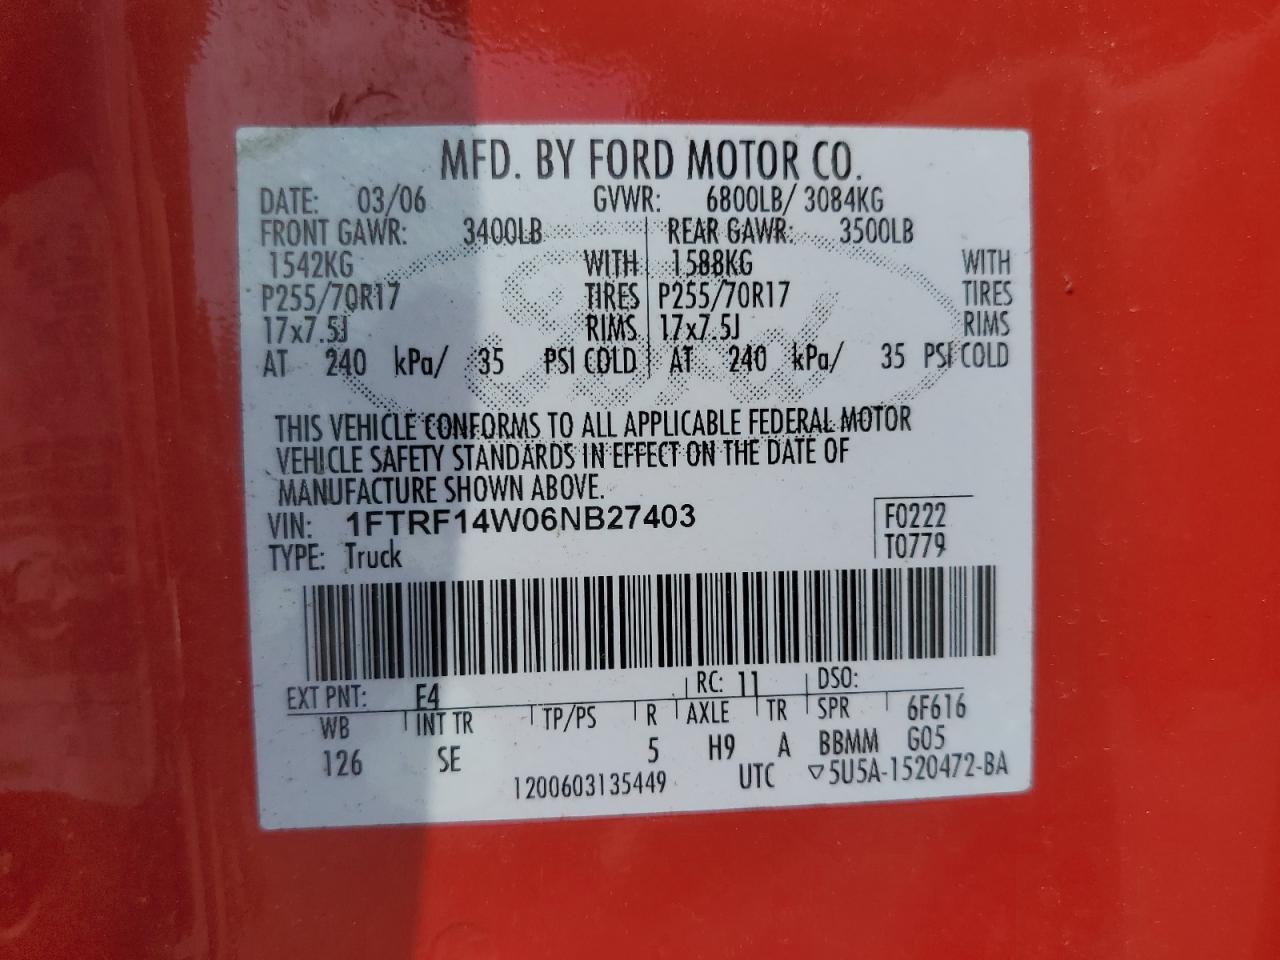 MFD. BY FORD MOTOR CO.
DATE: 03/06 GVWR: 6800LB/ 3084KG
FRONT GAWR: 3400LB REAR GAWR: 3500LB
1542KG WITH 1588KG WITH
P255/70R17 TIRES P255/70R17 TIRES
17x7.5J RIMS 17x7.5J RIMS
AT 240 kPa/ 35 PSI COLD AT 240 kPa/ 35 PSI COLD
THIS VEHICLE CONFORMS TO ALL APPLICABLE FEDERAL MOTOR
VEHICLE SAFETY STANDARDS IN EFFECT ON THE DATE OF
MANUFACTURE SHOWN ABOVE.
VIN: 1FTRF14W06NB27403 F0222
TYPE: Truck T0779
EXT PNT: E4 RC: 11 DSO:
WB INT TR TP/PS R AXLE TR SPR 6F616
126 SE 5 H9 A BBMM G05
1200603135449 UTC ▽5U5A-1520472-BA